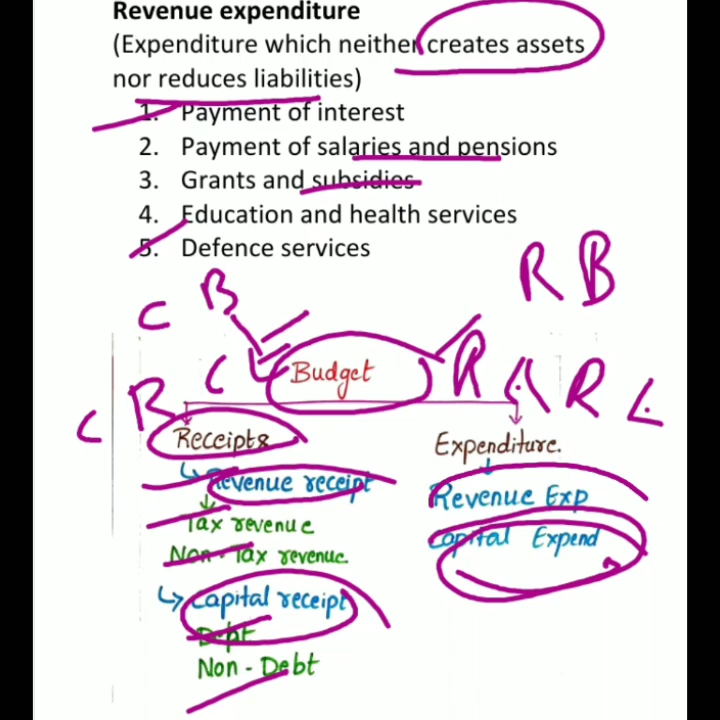 Revenue expenditure
(Expenditure which neither creates assets
nor reduces liabilities)
1. Payment of interest
2. Payment of salaries and pensions
3. Grants and subsidies
4. Education and health services
5. Defence services
R B
C B
C Budget R R
C R
Receipts Expenditure.
Revenue receipt Revenue Exp
Tax revenue Capital Expend
Non-Tax revenue
Capital receipt
Debt
Non-Debt